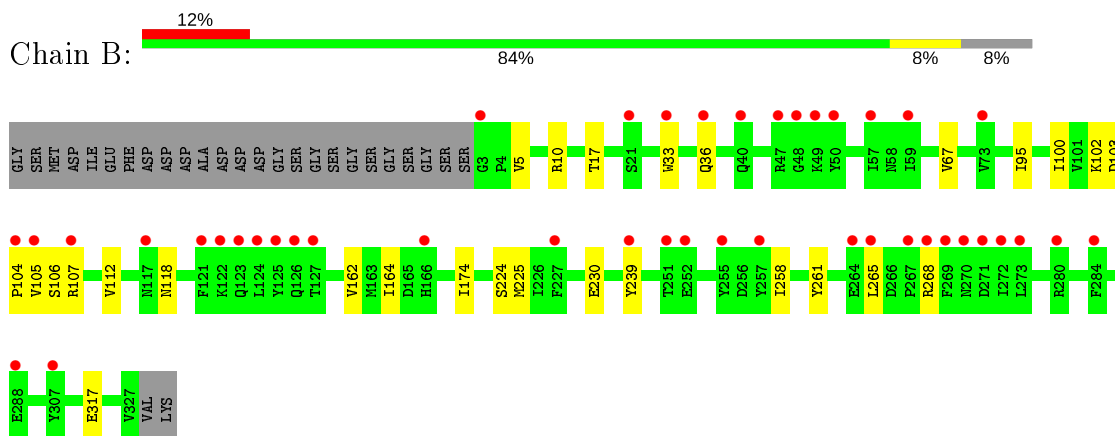 12%
Chain B:
84% 8% 8%
GLY SER MET ASP ILE GLU PHE ASP ASP ASP ALA ASP ASP ASP GLY SER GLY SER GLY SER GLY SER GLY SER SER G3 P4 V5 R10 T17 S21 W33 Q36 Q40 R47 G48 K49 Y50 I57 N58 I59 V67 V73 I95 I100 V101 K102 D103
P104 V105 S106 R107 V112 N117 N118 F121 K122 Q123 L124 Y125 Q126 T127 V162 M163 I164 D165 H166 I174 S224 M225 I226 F227 E230 Y239 T251 E252 Y255 D256 Y257 I258 Y261 E264 L265 D266 P267 R268 F269 N270 D271 I272 L273 R280 F284
E288 Y307 E317 V327 VAL LYS